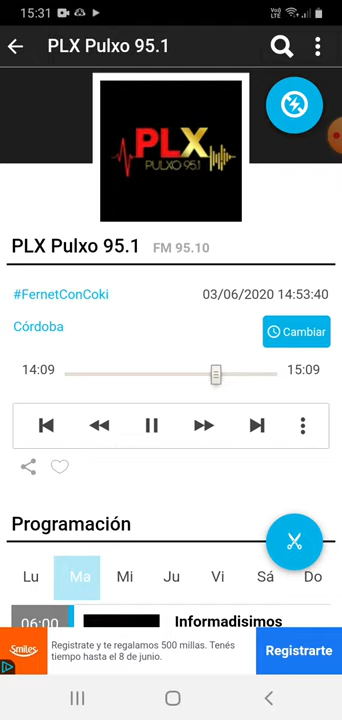 15:31
Vo)) LTE
PLX Pulxo 95.1
PLX
PULXO 95.1
PLX Pulxo 95.1 FM 95.10
#FernetConCoki 03/06/2020 14:53:40
Córdoba Cambiar
14:09 15:09
Programación
Lu Ma Mi Ju Vi Sá Do
06:00 Informadisimos
Smiles
Registrate y te regalamos 500 millas. Tenés
tiempo hasta el 8 de junio.
Registrarte